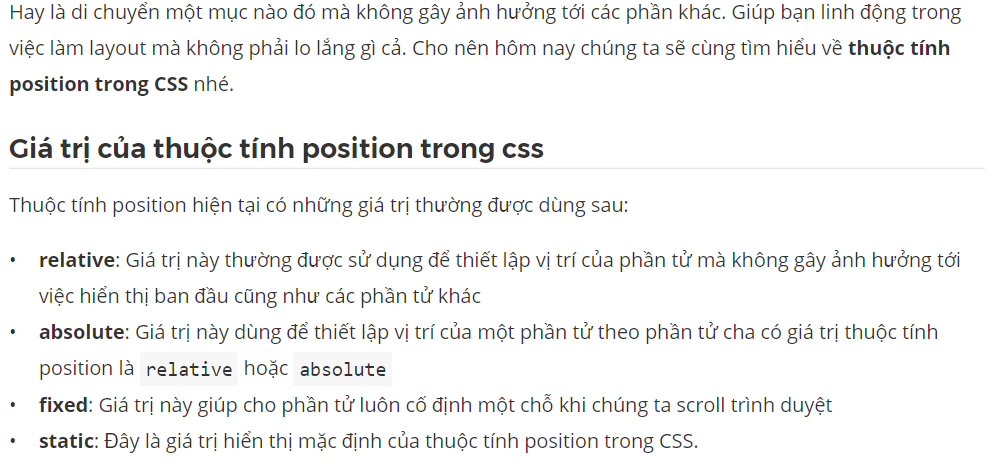 Hay là di chuyển một mục nào đó mà không gây ảnh hưởng tới các phần khác. Giúp bạn linh động trong
việc làm layout mà không phải lo lắng gì cả. Cho nên hôm nay chúng ta sẽ cùng tìm hiểu về thuộc tính
position trong CSS nhé.
Giá trị của thuộc tính position trong css
Thuộc tính position hiện tại có những giá trị thường được dùng sau:
• relative: Giá trị này thường được sử dụng để thiết lập vị trí của phần tử mà không gây ảnh hưởng tới
việc hiển thị ban đầu cũng như các phần tử khác
• absolute: Giá trị này dùng để thiết lập vị trí của một phần tử theo phần tử cha có giá trị thuộc tính
position là relative hoặc absolute
• fixed: Giá trị này giúp cho phần tử luôn cố định một chỗ khi chúng ta scroll trình duyệt
• static: Đây là giá trị hiển thị mặc định của thuộc tính position trong CSS.